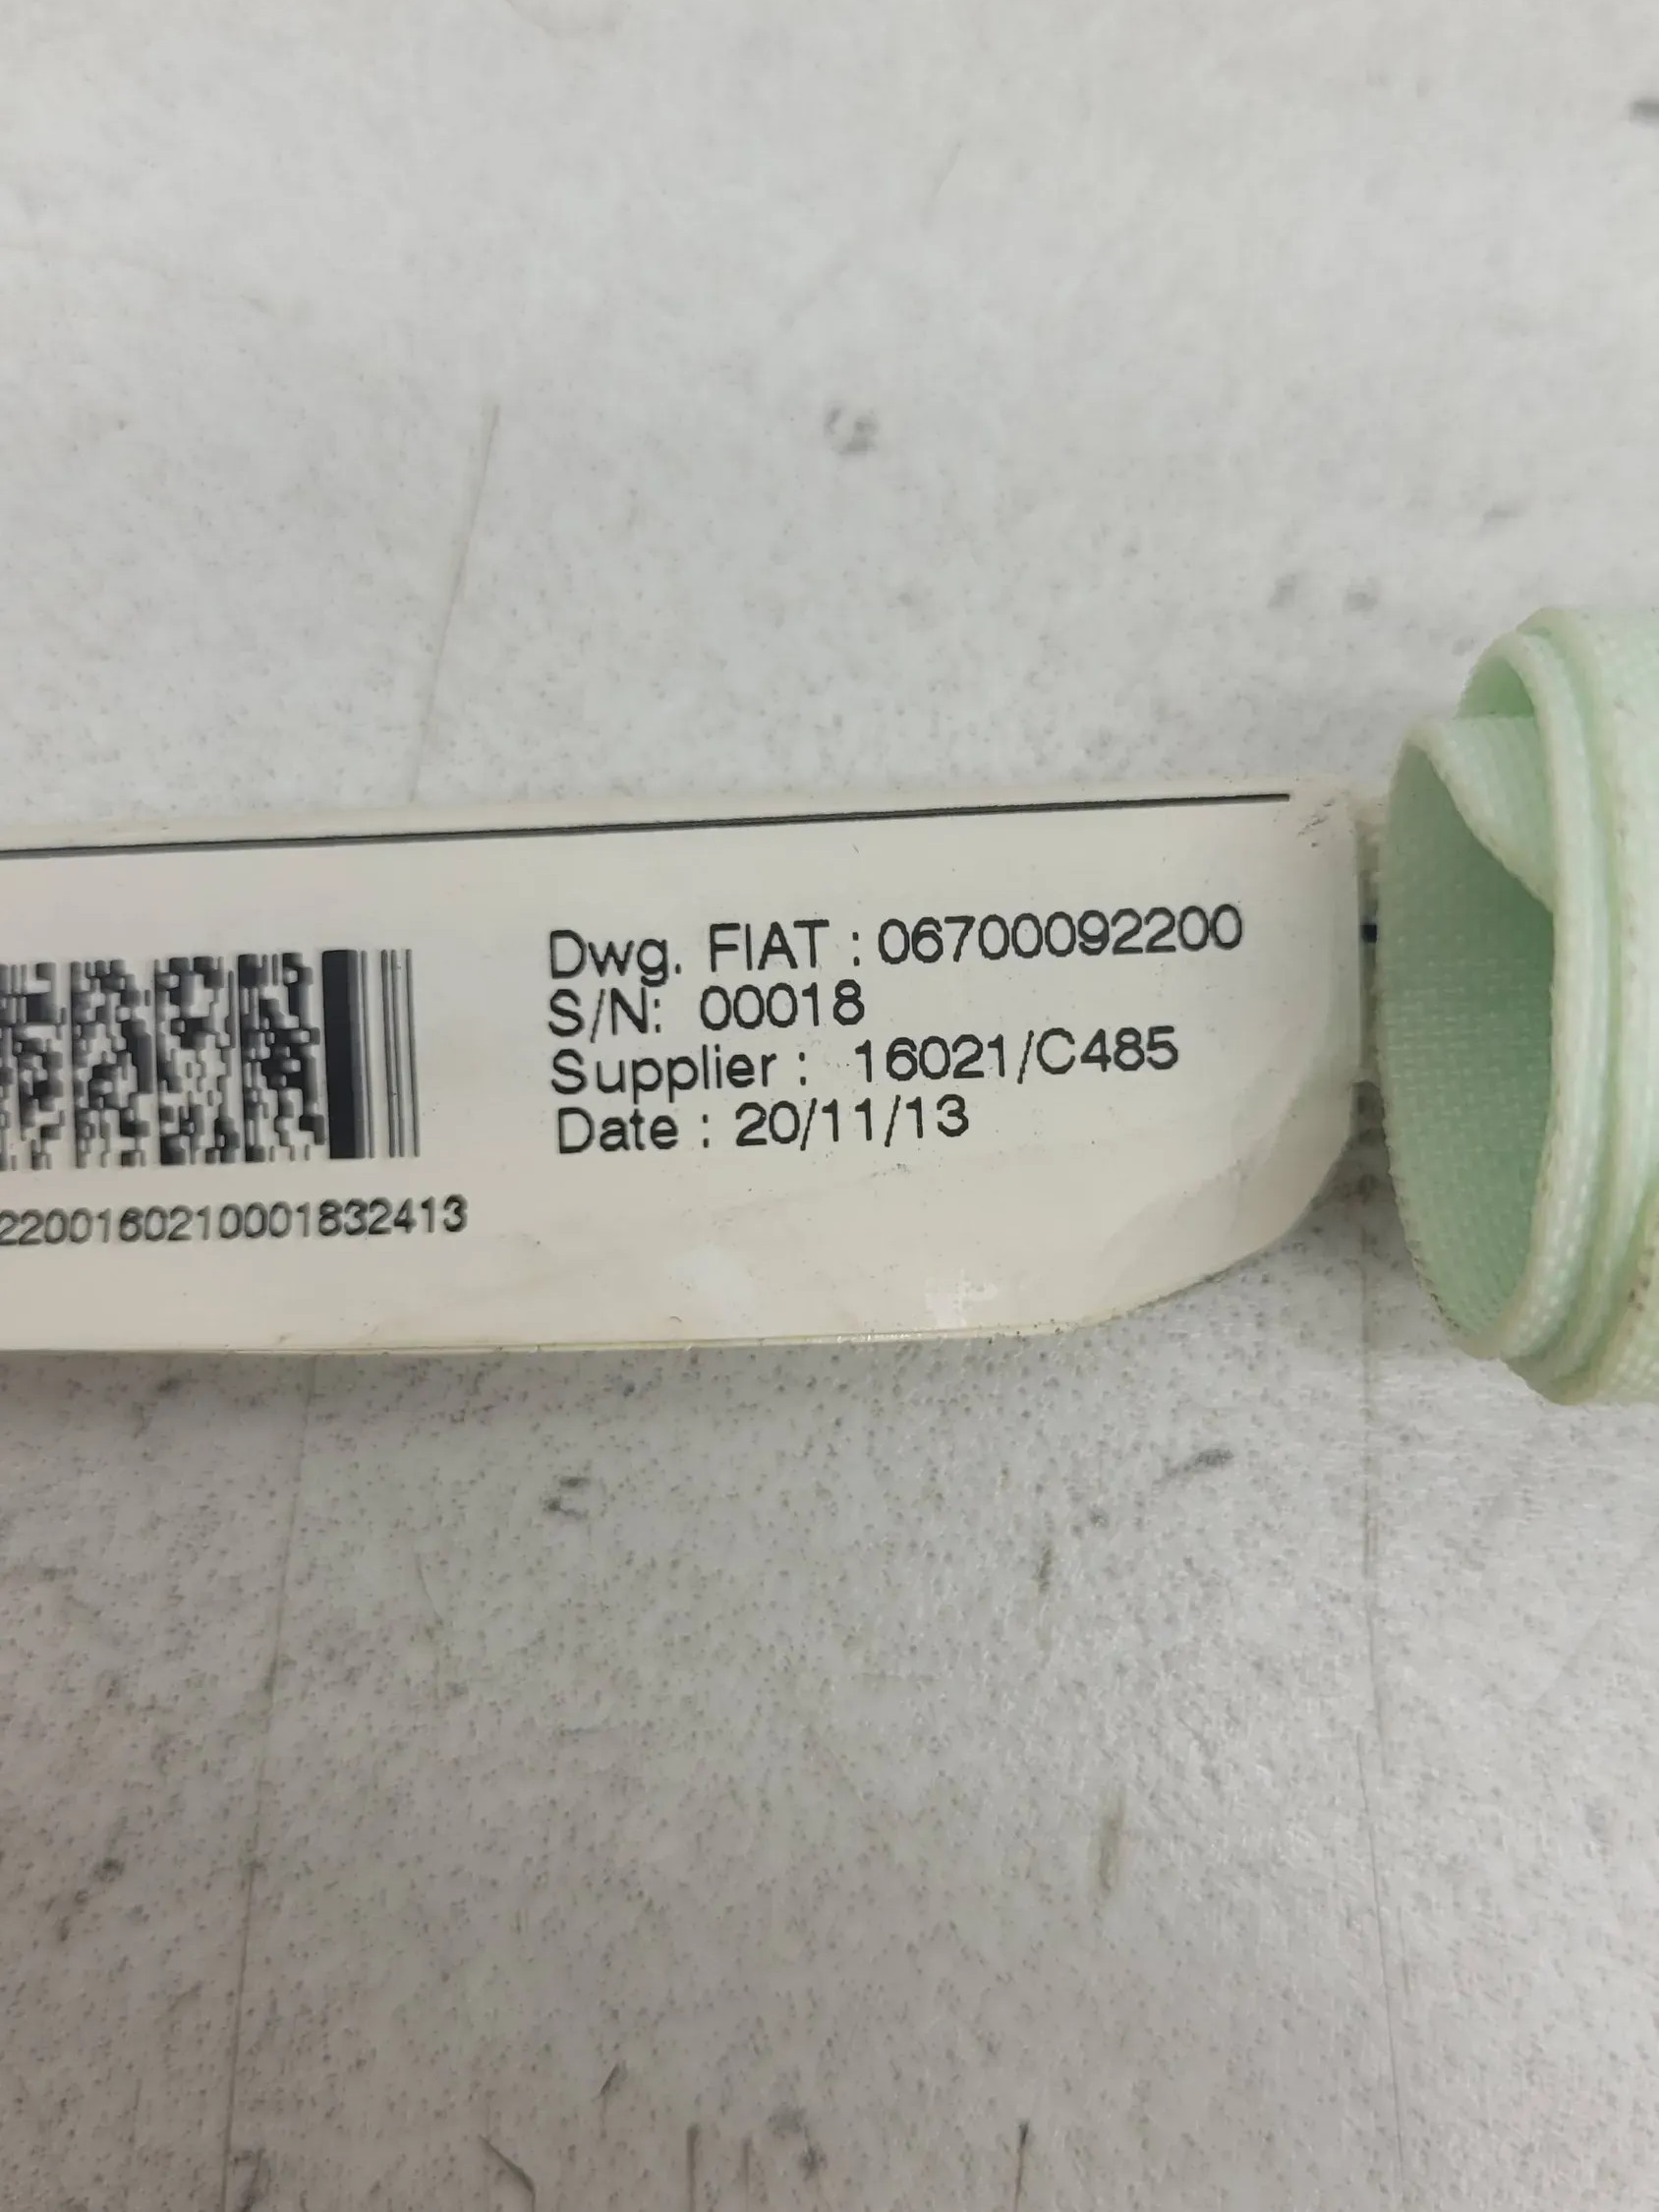 Dwg. FIAT : 06700092200
S/N: 00018
Supplier : 16021/C485
Date : 20/11/13
2200160210001832413